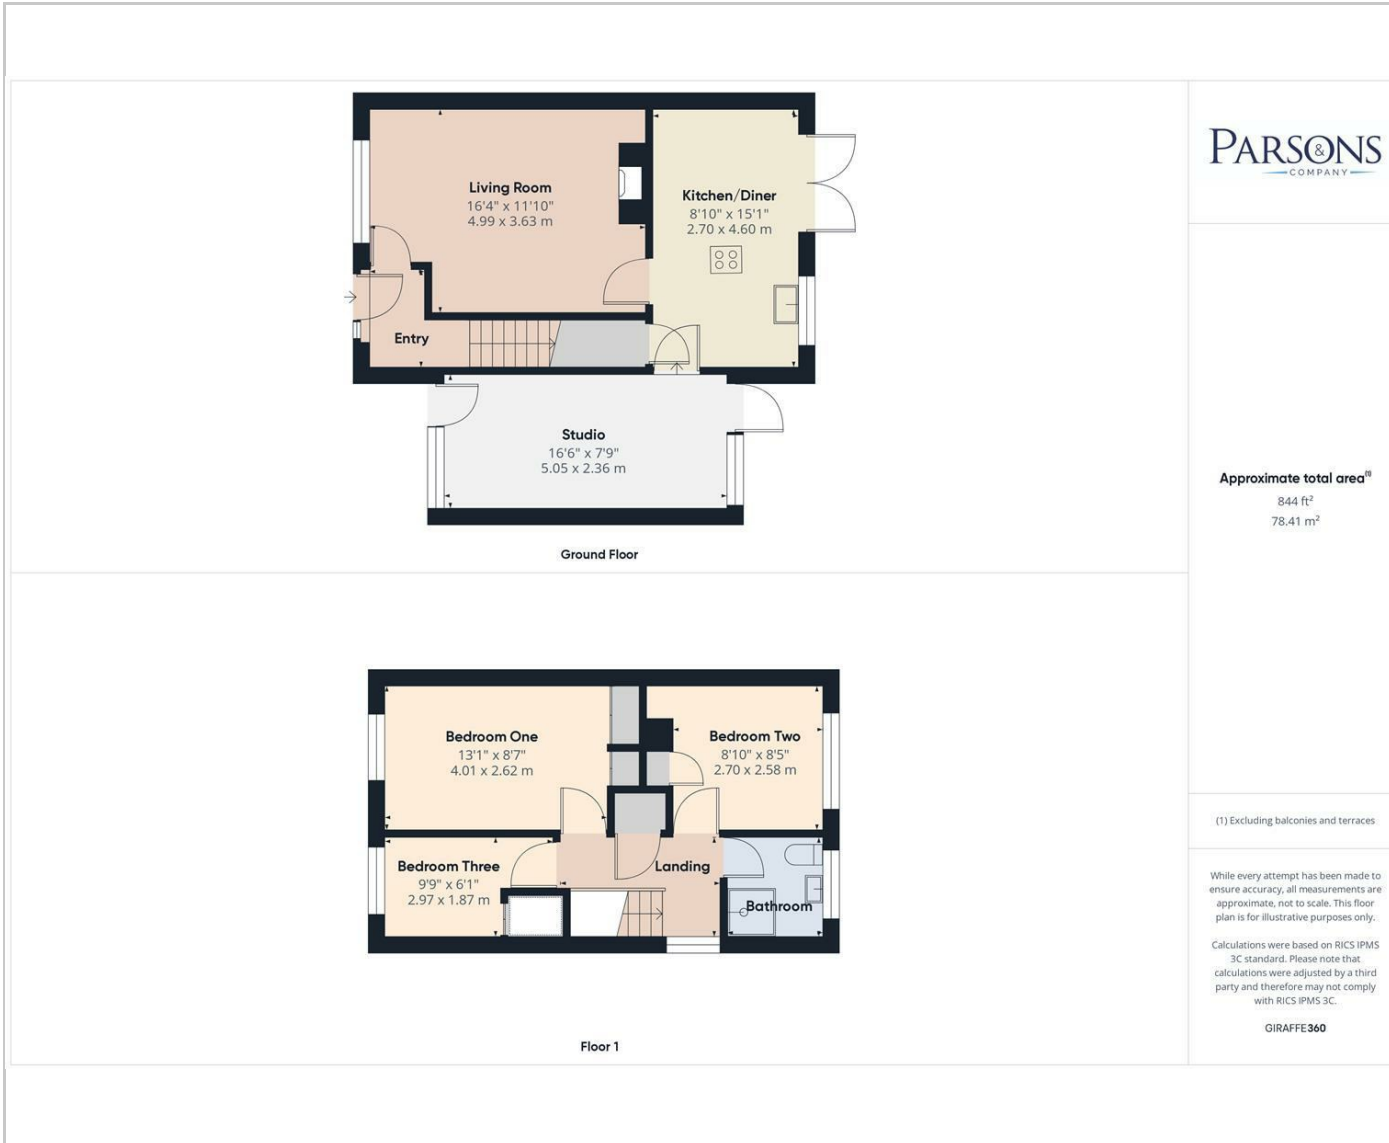 Living Room
16'4" x 11'10"
4.99 x 3.63 m
Kitchen/Diner
8'10" x 15'1"
2.70 x 4.60 m
Entry
Studio
16'6" x 7'9"
5.05 x 2.36 m
Ground Floor
Bedroom One
13'1" x 8'7"
4.01 x 2.62 m
Bedroom Two
8'10" x 8'5"
2.70 x 2.58 m
Bedroom Three
9'9" x 6'1"
2.97 x 1.87 m
Landing
Bathroom
Floor 1
PARSONS &
COMPANY
Approximate total area⁽¹⁾
844 ft²
78.41 m²
(1) Excluding balconies and terraces
While every attempt has been made to
ensure accuracy, all measurements are
approximate, not to scale. This floor
plan is for illustrative purposes only.
Calculations were based on RICS IPMS
3C standard. Please note that
calculations were adjusted by a third
party and therefore may not comply
with RICS IPMS 3C.
GIRAFFE360